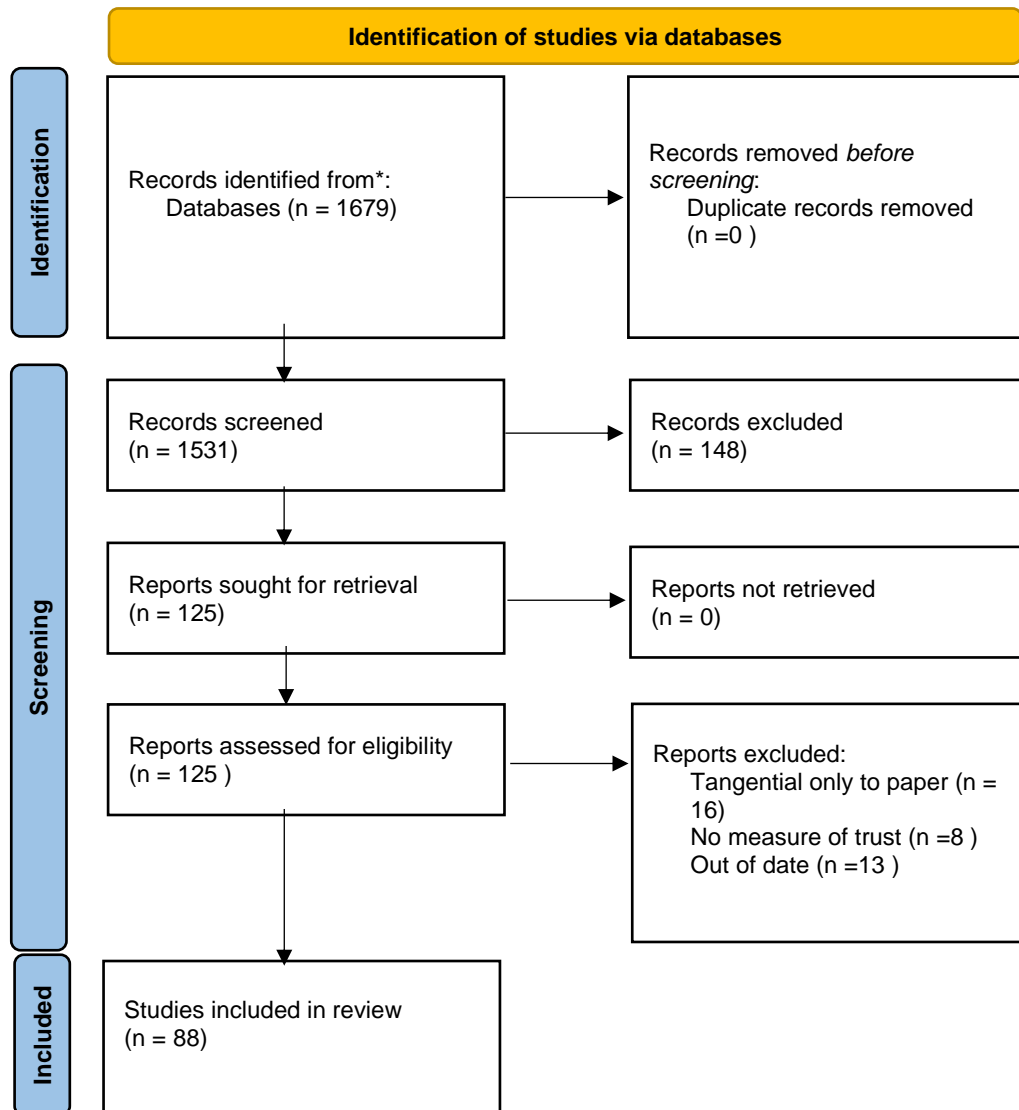 Identification of studies via databases
Identification
Records identified from*:
Databases (n = 1679)
Records removed before
screening:
Duplicate records removed
(n =0 )
Screening
Records screened
(n = 1531)
Records excluded
(n = 148)
Reports sought for retrieval
(n = 125)
Reports not retrieved
(n = 0)
Reports assessed for eligibility
(n = 125 )
Reports excluded:
Tangential only to paper (n =
16)
No measure of trust (n =8 )
Out of date (n =13 )
Included
Studies included in review
(n = 88)